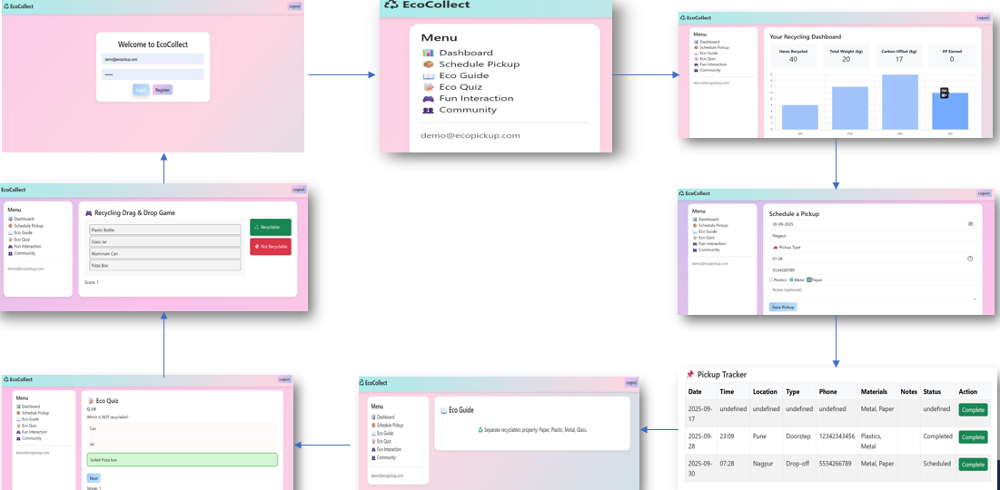 EcoCollect
Logout
Welcome to EcoCollect
demo@ecopickup.com
Login
Register
EcoCollect
Menu
Dashboard
Schedule Pickup
Eco Guide
Eco Quiz
Fun Interaction
Community
demo@ecopickup.com
EcoCollect
Logout
Menu
Dashboard
Schedule Pickup
Eco Guide
Eco Quiz
Fun Interaction
Community
demo@ecopickup.com
Your Recycling Dashboard
Items Recycled
40
Total Weight (kg)
20
Carbon Offset (kg)
17
XP Earned
0
Jan
Feb
Mar
Apr
EcoCollect
Logout
Menu
Dashboard
Schedule Pickup
Eco Guide
Eco Quiz
Fun Interaction
Community
demo@ecopickup.com
Schedule a Pickup
30-09-2025
Nagpur
Pickup Type
07:28
5534266789
Plastics Metal Paper
Notes (optional)
Save Pickup
Pickup Tracker
Date Time Location Type Phone Materials Notes Status Action
2025-09-17 undefined undefined undefined undefined Metal, Paper undefined Complete
2025-09-28 23:09 Pune Doorstep 12342343456 Plastics, Metal Completed Complete
2025-09-30 07:28 Nagpur Drop-off 5534266789 Metal, Paper Scheduled Complete
EcoCollect
Logout
Menu
Dashboard
Schedule Pickup
Eco Guide
Eco Quiz
Fun Interaction
Community
demo@ecopickup.com
Eco Guide
Separate recyclables properly: Paper, Plastic, Metal, Glass.
EcoCollect
Logout
Menu
Dashboard
Schedule Pickup
Eco Guide
Eco Quiz
Fun Interaction
Community
demo@ecopickup.com
Eco Quiz
Which is NOT recyclable?
Can
Jar
Soiled Pizza box
Next
Streak: 1
EcoCollect
Logout
Menu
Dashboard
Schedule Pickup
Eco Guide
Eco Quiz
Fun Interaction
Community
demo@ecopickup.com
Recycling Drag & Drop Game
Plastic Bottle
Glass Jar
Aluminum Can
Pizza Box
Recyclable
Not Recyclable
Score: 1